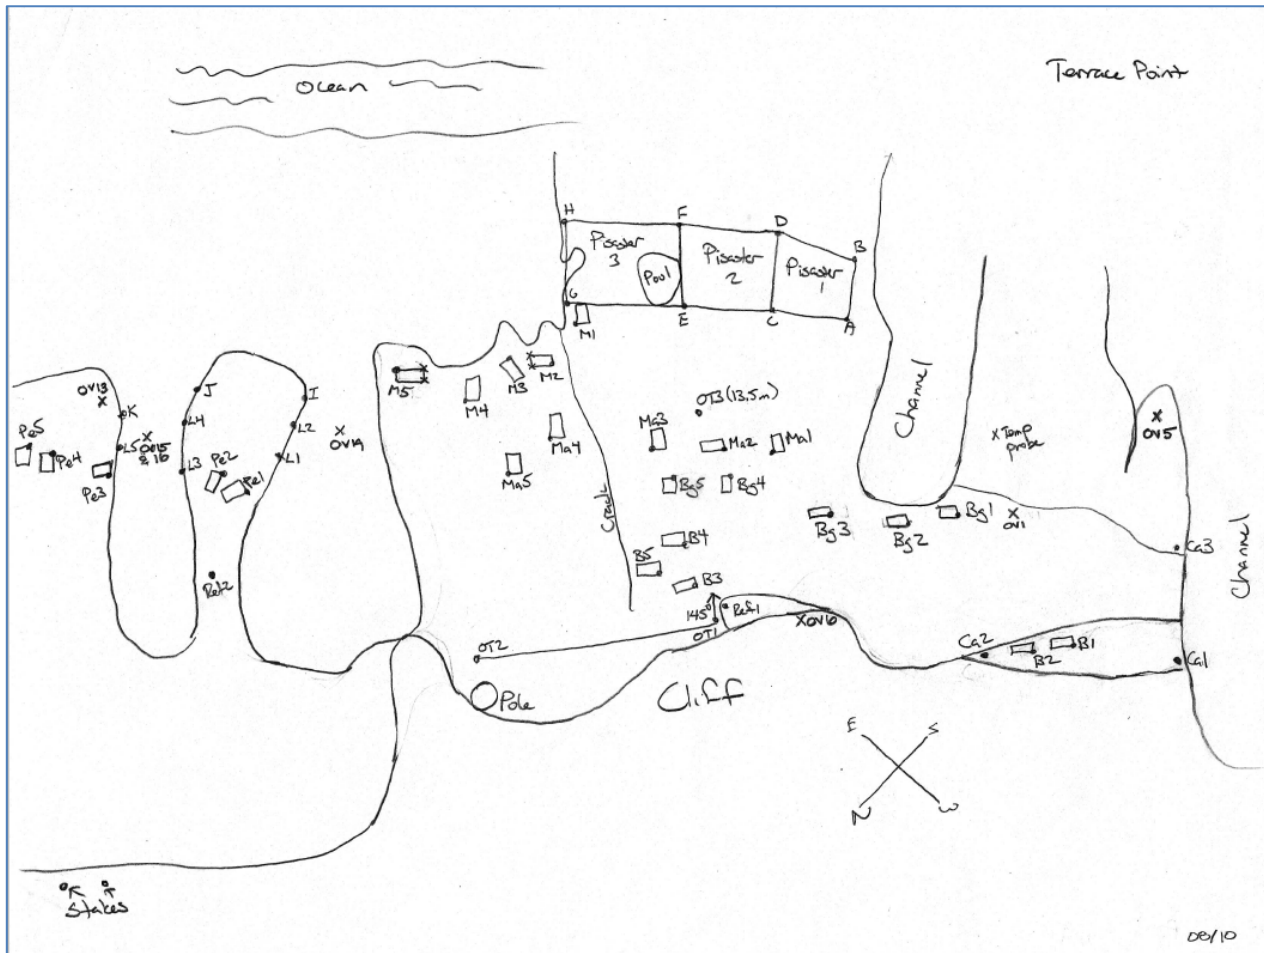 Terrace Point
Ocean
H
F
D
B
Pisaster
3
Pool
Pisaster
2
Pisaster
1
G
E
C
A
M1
M5
M4
M3
M2
OV13
K
J
I
L5
OV15
& 16
L4
L3
L2
L1
OV14
Pe5
Pe4
Pe3
Pe2
Pe1
Ref2
OT3 (13.5m)
Ma3
Ma2
Ma1
Ma4
Ma5
Crack
Bg5
Bg4
Channel
Temp
probe
OV5
Bg3
Bg2
Bg1
OV1
Ca3
Channel
B4
B5
B3
145°
Ref1
OT1
OV6
OT2
Pole
Cliff
Ca2
B2
B1
Ca1
E
S
N
W
Stakes
08/10